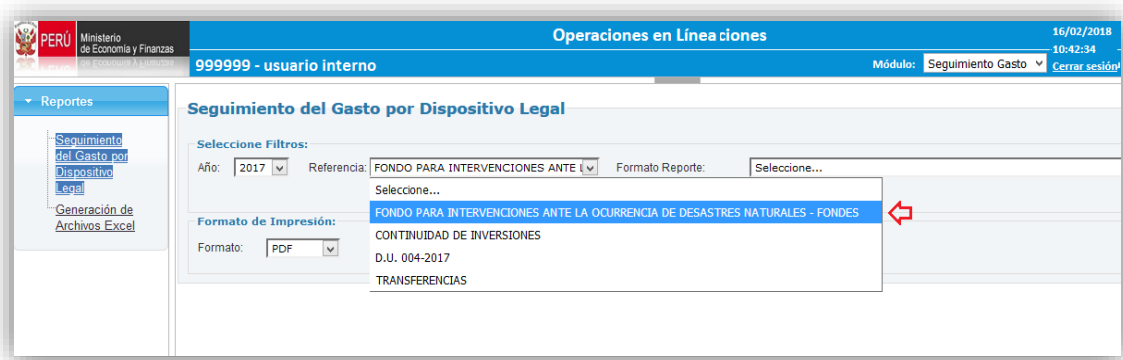 PERÚ Ministerio de Economía y Finanzas
Operaciones en Línea ciones
16/02/2018
10:42:34
999999 - usuario interno
Módulo: Seguimiento Gasto
Cerrar sesión
Reportes
Seguimiento
del Gasto por
Dispositivo
Legal
Generación de
Archivos Excel
Seguimiento del Gasto por Dispositivo Legal
Seleccione Filtros:
Año: 2017 Referencia: FONDO PARA INTERVENCIONES ANTE L Formato Reporte: Seleccione...
Seleccione...
FONDO PARA INTERVENCIONES ANTE LA OCURRENCIA DE DESASTRES NATURALES - FONDES
CONTINUIDAD DE INVERSIONES
D.U. 004-2017
TRANSFERENCIAS
Formato de Impresión:
Formato: PDF